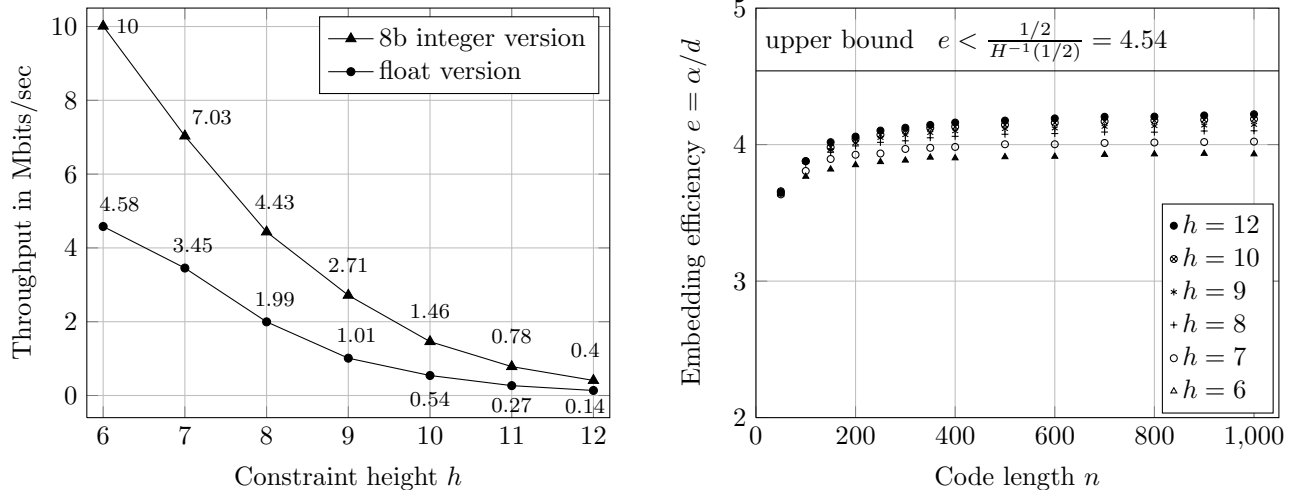 10
8
6
4
2
0
6
7
8
9
10
11
12
Throughput in Mbits/sec
Constraint height h
8b integer version
float version
10
7.03
4.43
2.71
1.46
0.78
0.4
4.58
3.45
1.99
1.01
0.54
0.27
0.14
5
4
3
2
0
200
400
600
800
1,000
Embedding efficiency e = α/d
Code length n
upper bound e < 1/2 / H⁻¹(1/2) = 4.54
h = 12
h = 10
h = 9
h = 8
h = 7
h = 6